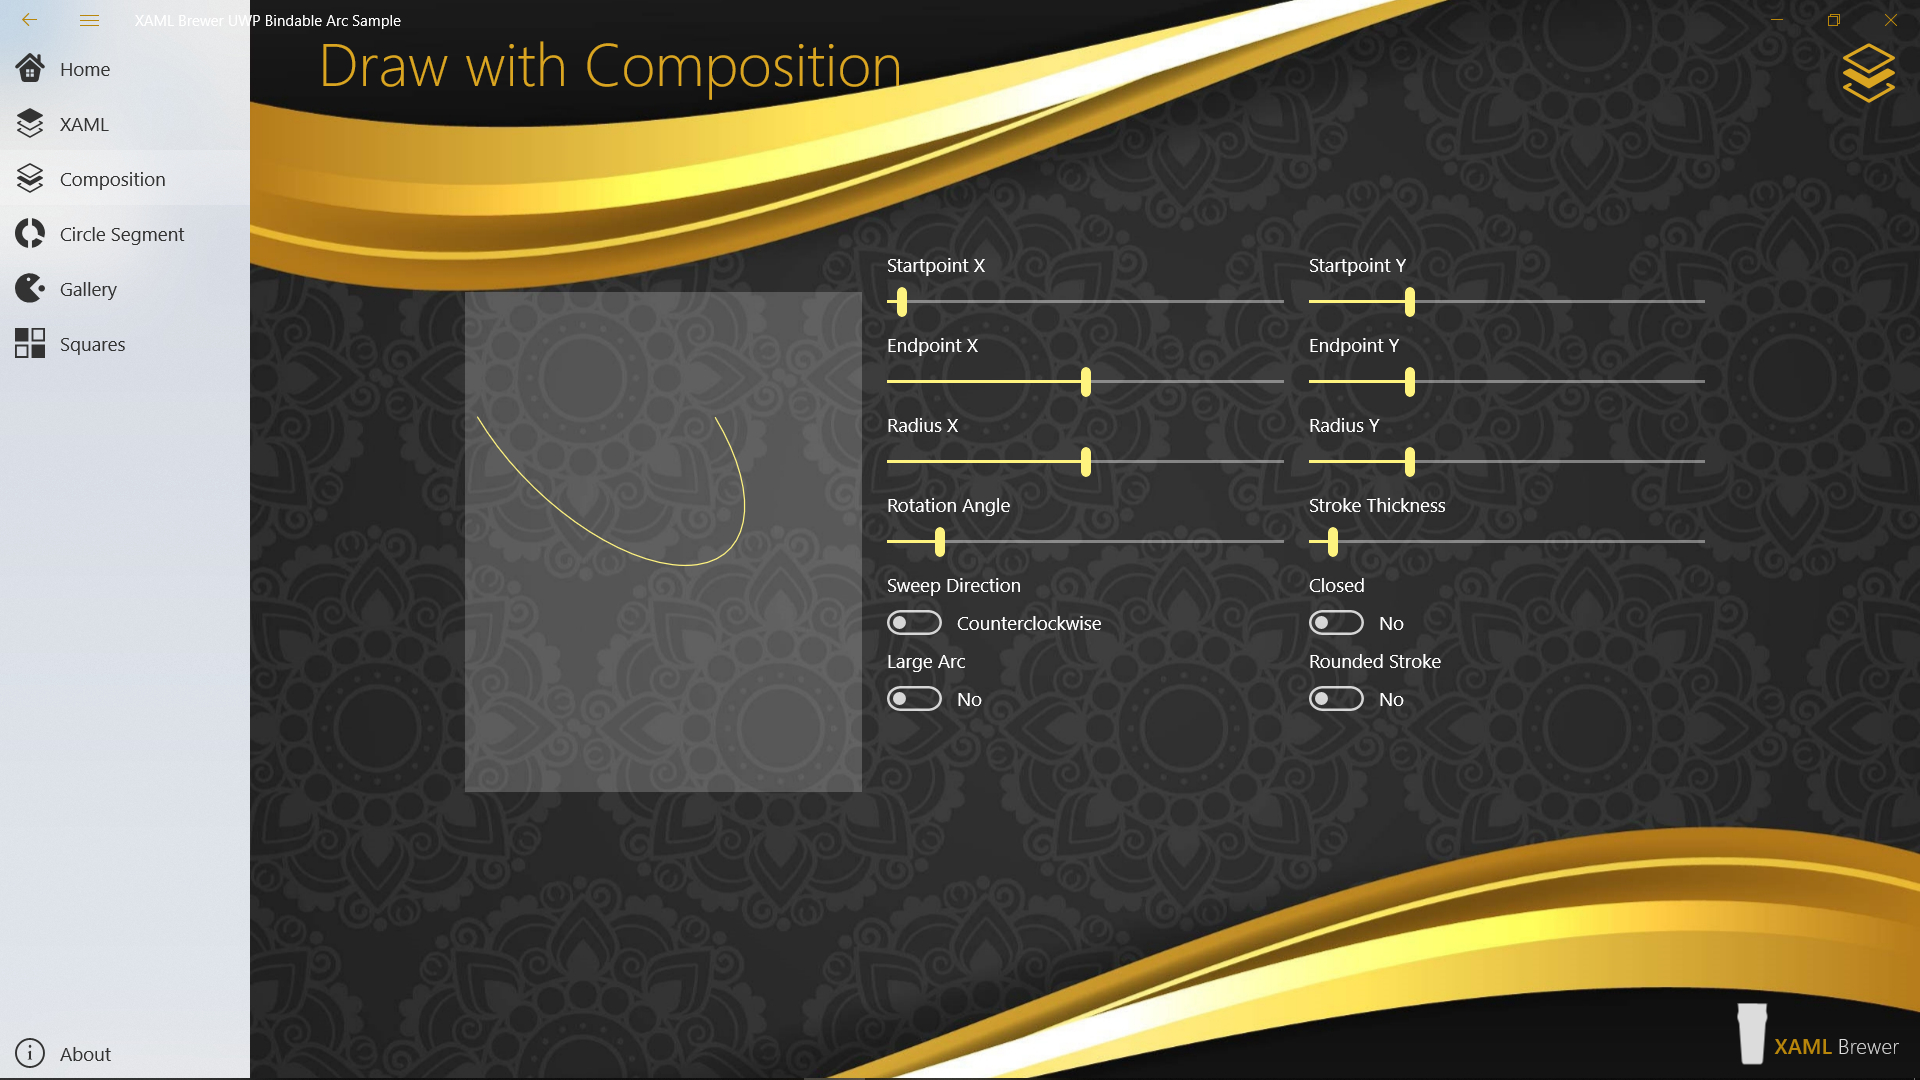 XAML Brewer UWP Bindable Arc Sample
Draw with Composition
Home
XAML
Composition
Circle Segment
Gallery
Squares
About
Startpoint X
Startpoint Y
Endpoint X
Endpoint Y
Radius X
Radius Y
Rotation Angle
Stroke Thickness
Sweep Direction
Closed
Counterclockwise
No
Large Arc
Rounded Stroke
No
No
XAML Brewer